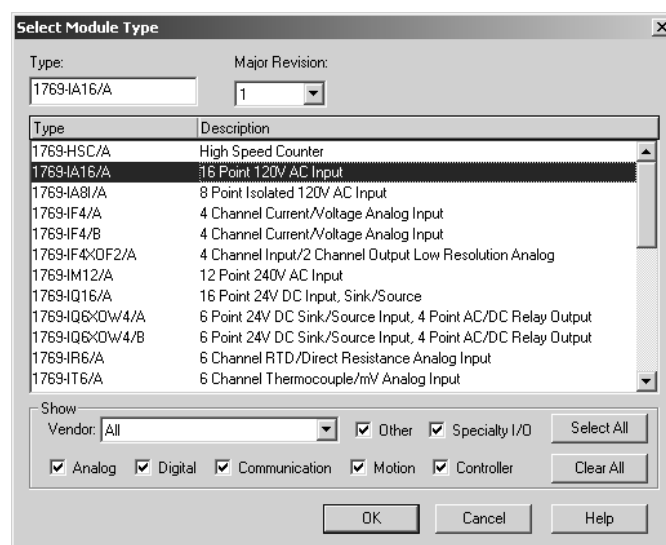 Select Module Type
Type:
Major Revision:
1769-IA16/A
1
Type Description
1769-HSC/A High Speed Counter
1769-IA16/A 16 Point 120V AC Input
1769-IA8I/A 8 Point Isolated 120V AC Input
1769-IF4/A 4 Channel Current/Voltage Analog Input
1769-IF4/B 4 Channel Current/Voltage Analog Input
1769-IF4XOF2/A 4 Channel Input/2 Channel Output Low Resolution Analog
1769-IM12/A 12 Point 240V AC Input
1769-IQ16/A 16 Point 24V DC Input, Sink/Source
1769-IQ6XOW4/A 6 Point 24V DC Sink/Source Input, 4 Point AC/DC Relay Output
1769-IQ6XOW4/B 6 Point 24V DC Sink/Source Input, 4 Point AC/DC Relay Output
1769-IR6/A 6 Channel RTD/Direct Resistance Analog Input
1769-IT6/A 6 Channel Thermocouple/mV Analog Input
Show
Vendor: All Other Specialty I/O Select All
Analog Digital Communication Motion Controller Clear All
OK Cancel Help